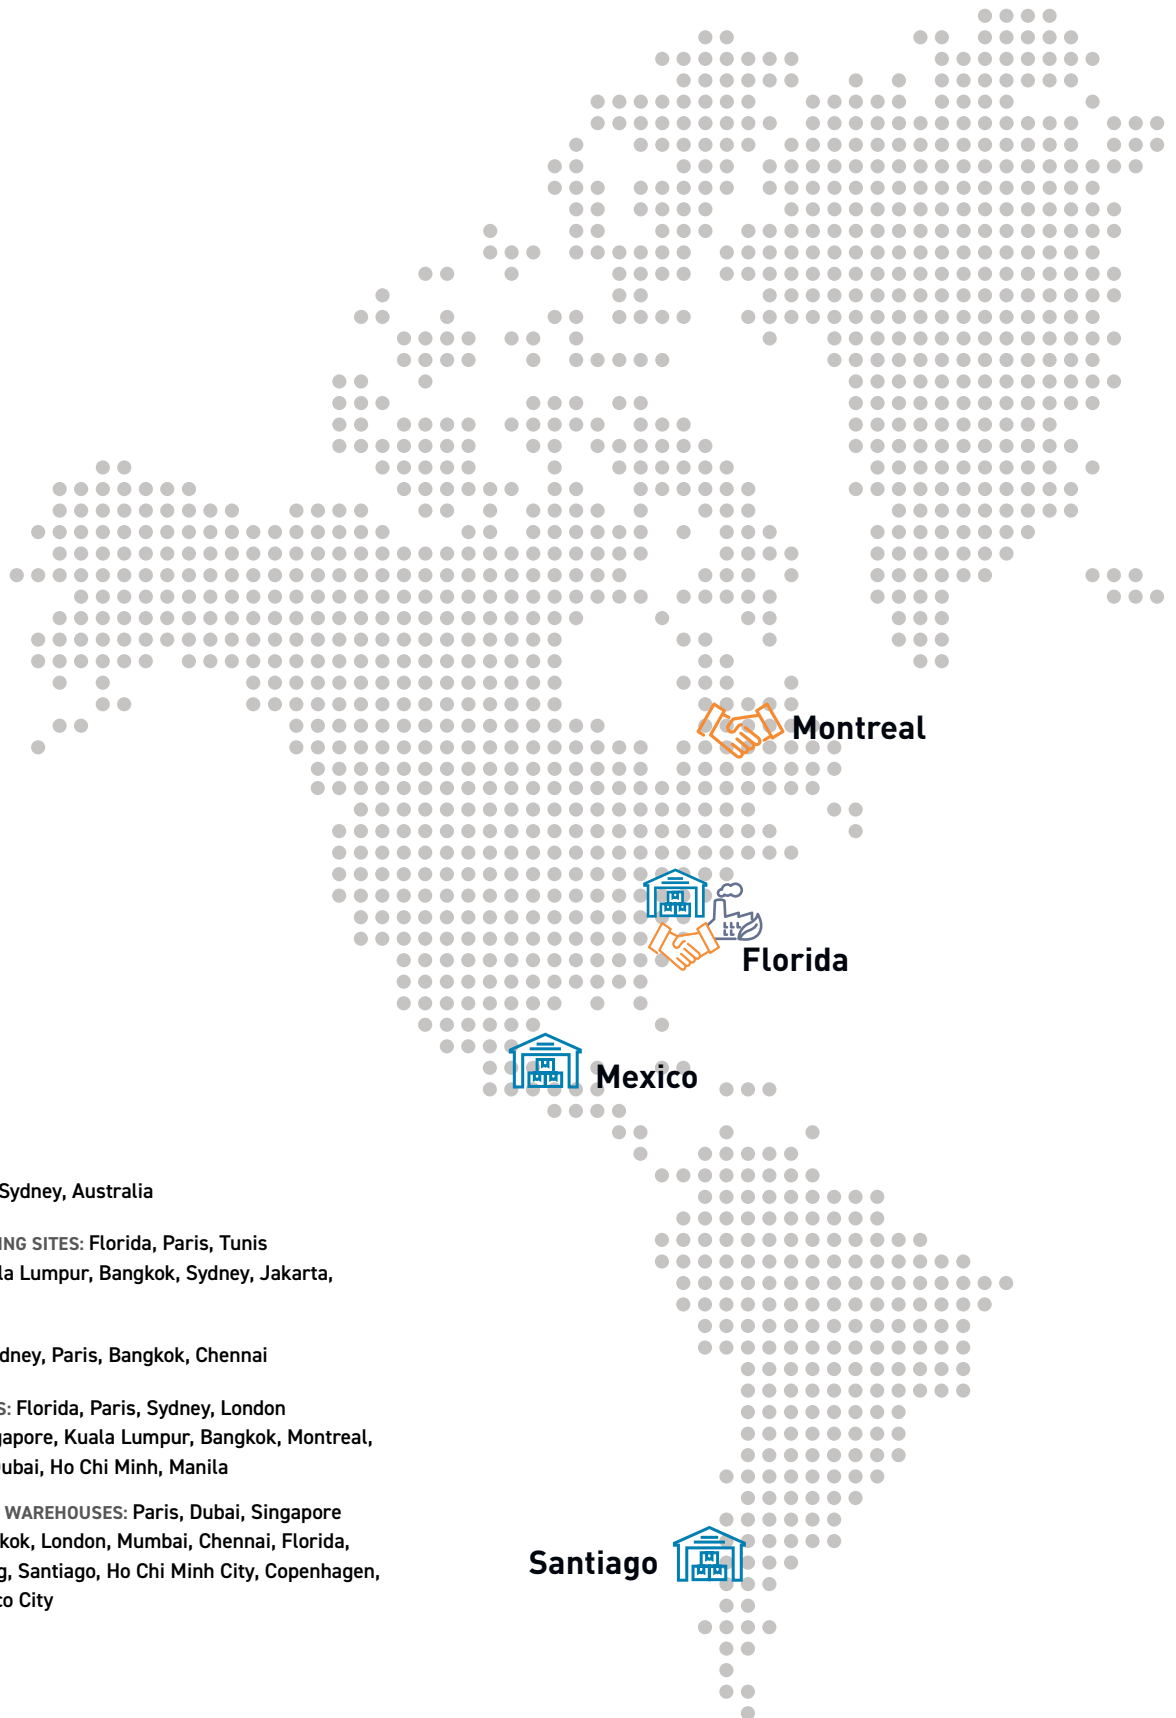 Montreal
Florida
Mexico
Sydney, Australia
ING SITES: Florida, Paris, Tunis
la Lumpur, Bangkok, Sydney, Jakarta,
dney, Paris, Bangkok, Chennai
S: Florida, Paris, Sydney, London
gapore, Kuala Lumpur, Bangkok, Montreal,
Dubai, Ho Chi Minh, Manila
WAREHOUSES: Paris, Dubai, Singapore
kok, London, Mumbai, Chennai, Florida,
g, Santiago, Ho Chi Minh City, Copenhagen,
co City
Santiago